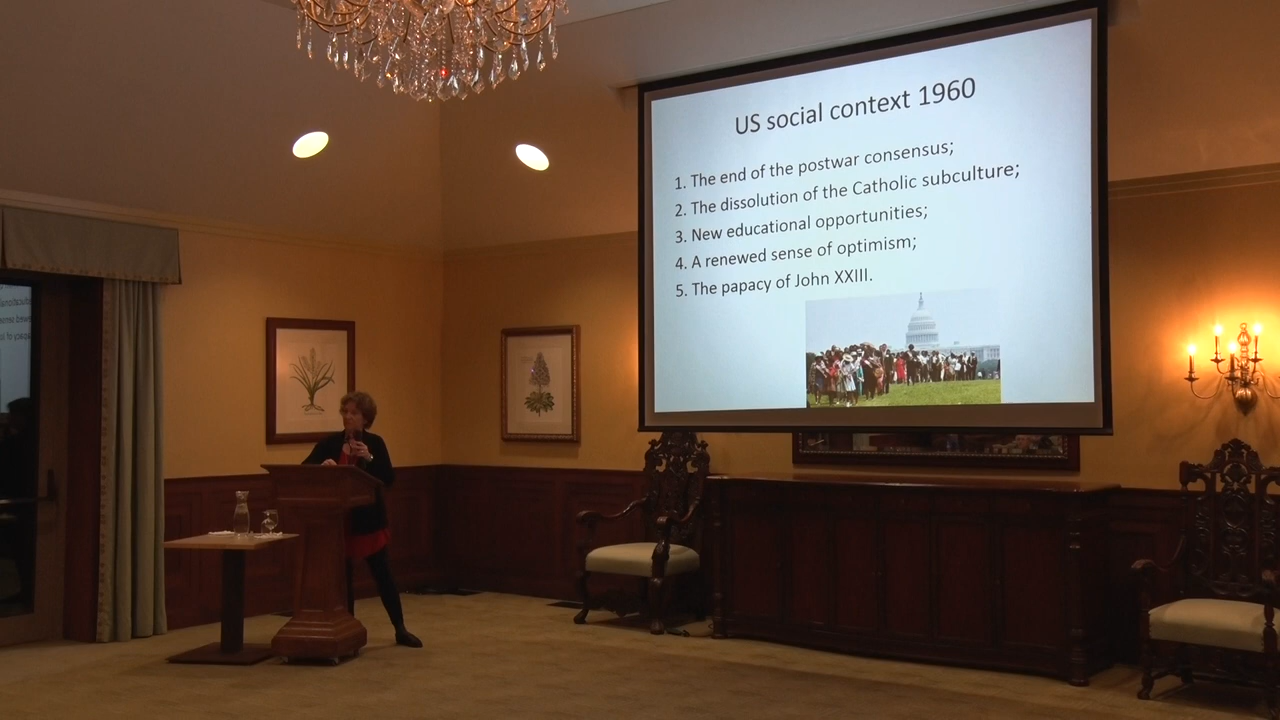 US social context 1960
1. The end of the postwar consensus;
2. The dissolution of the Catholic subculture;
3. New educational opportunities;
4. A renewed sense of optimism;
5. The papacy of John XXIII.